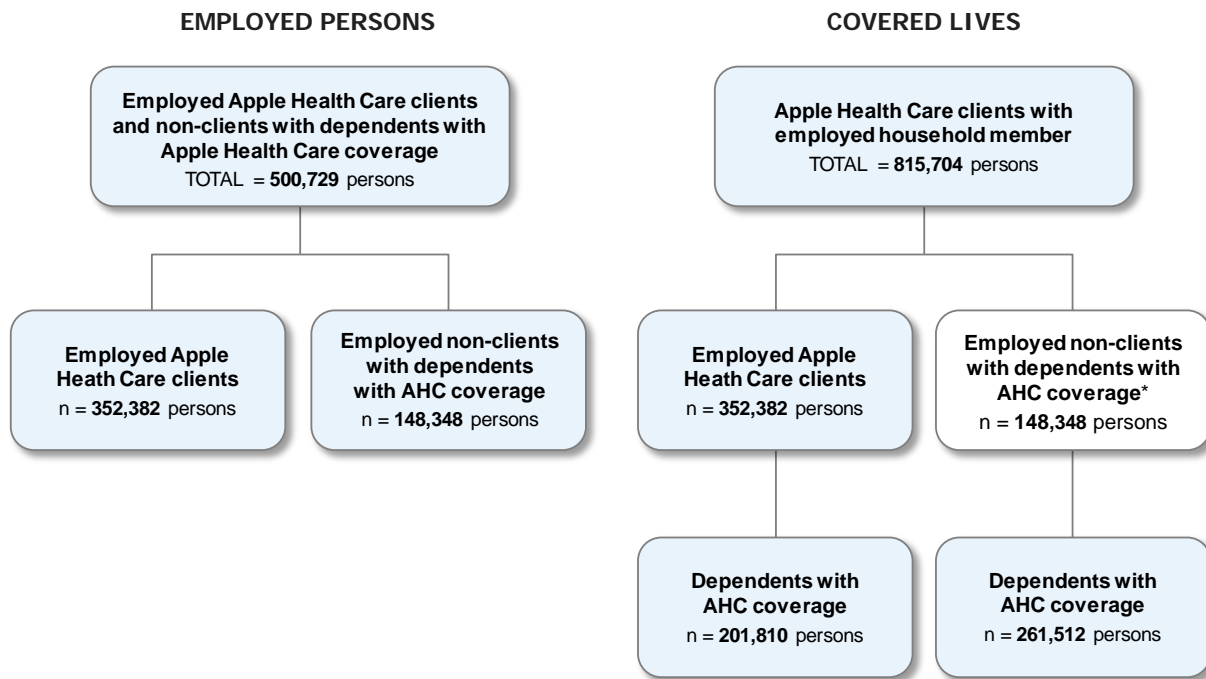 EMPLOYED PERSONS
Employed Apple Health Care clients
and non-clients with dependents with
Apple Health Care coverage
TOTAL = 500,729 persons
Employed Apple
Heath Care clients
n = 352,382 persons
Employed non-clients
with dependents
with AHC coverage
n = 148,348 persons
COVERED LIVES
Apple Health Care clients with
employed household member
TOTAL = 815,704 persons
Employed Apple
Heath Care clients
n = 352,382 persons
Employed non-clients
with dependents with
AHC coverage*
n = 148,348 persons
Dependents with
AHC coverage
n = 201,810 persons
Dependents with
AHC coverage
n = 261,512 persons